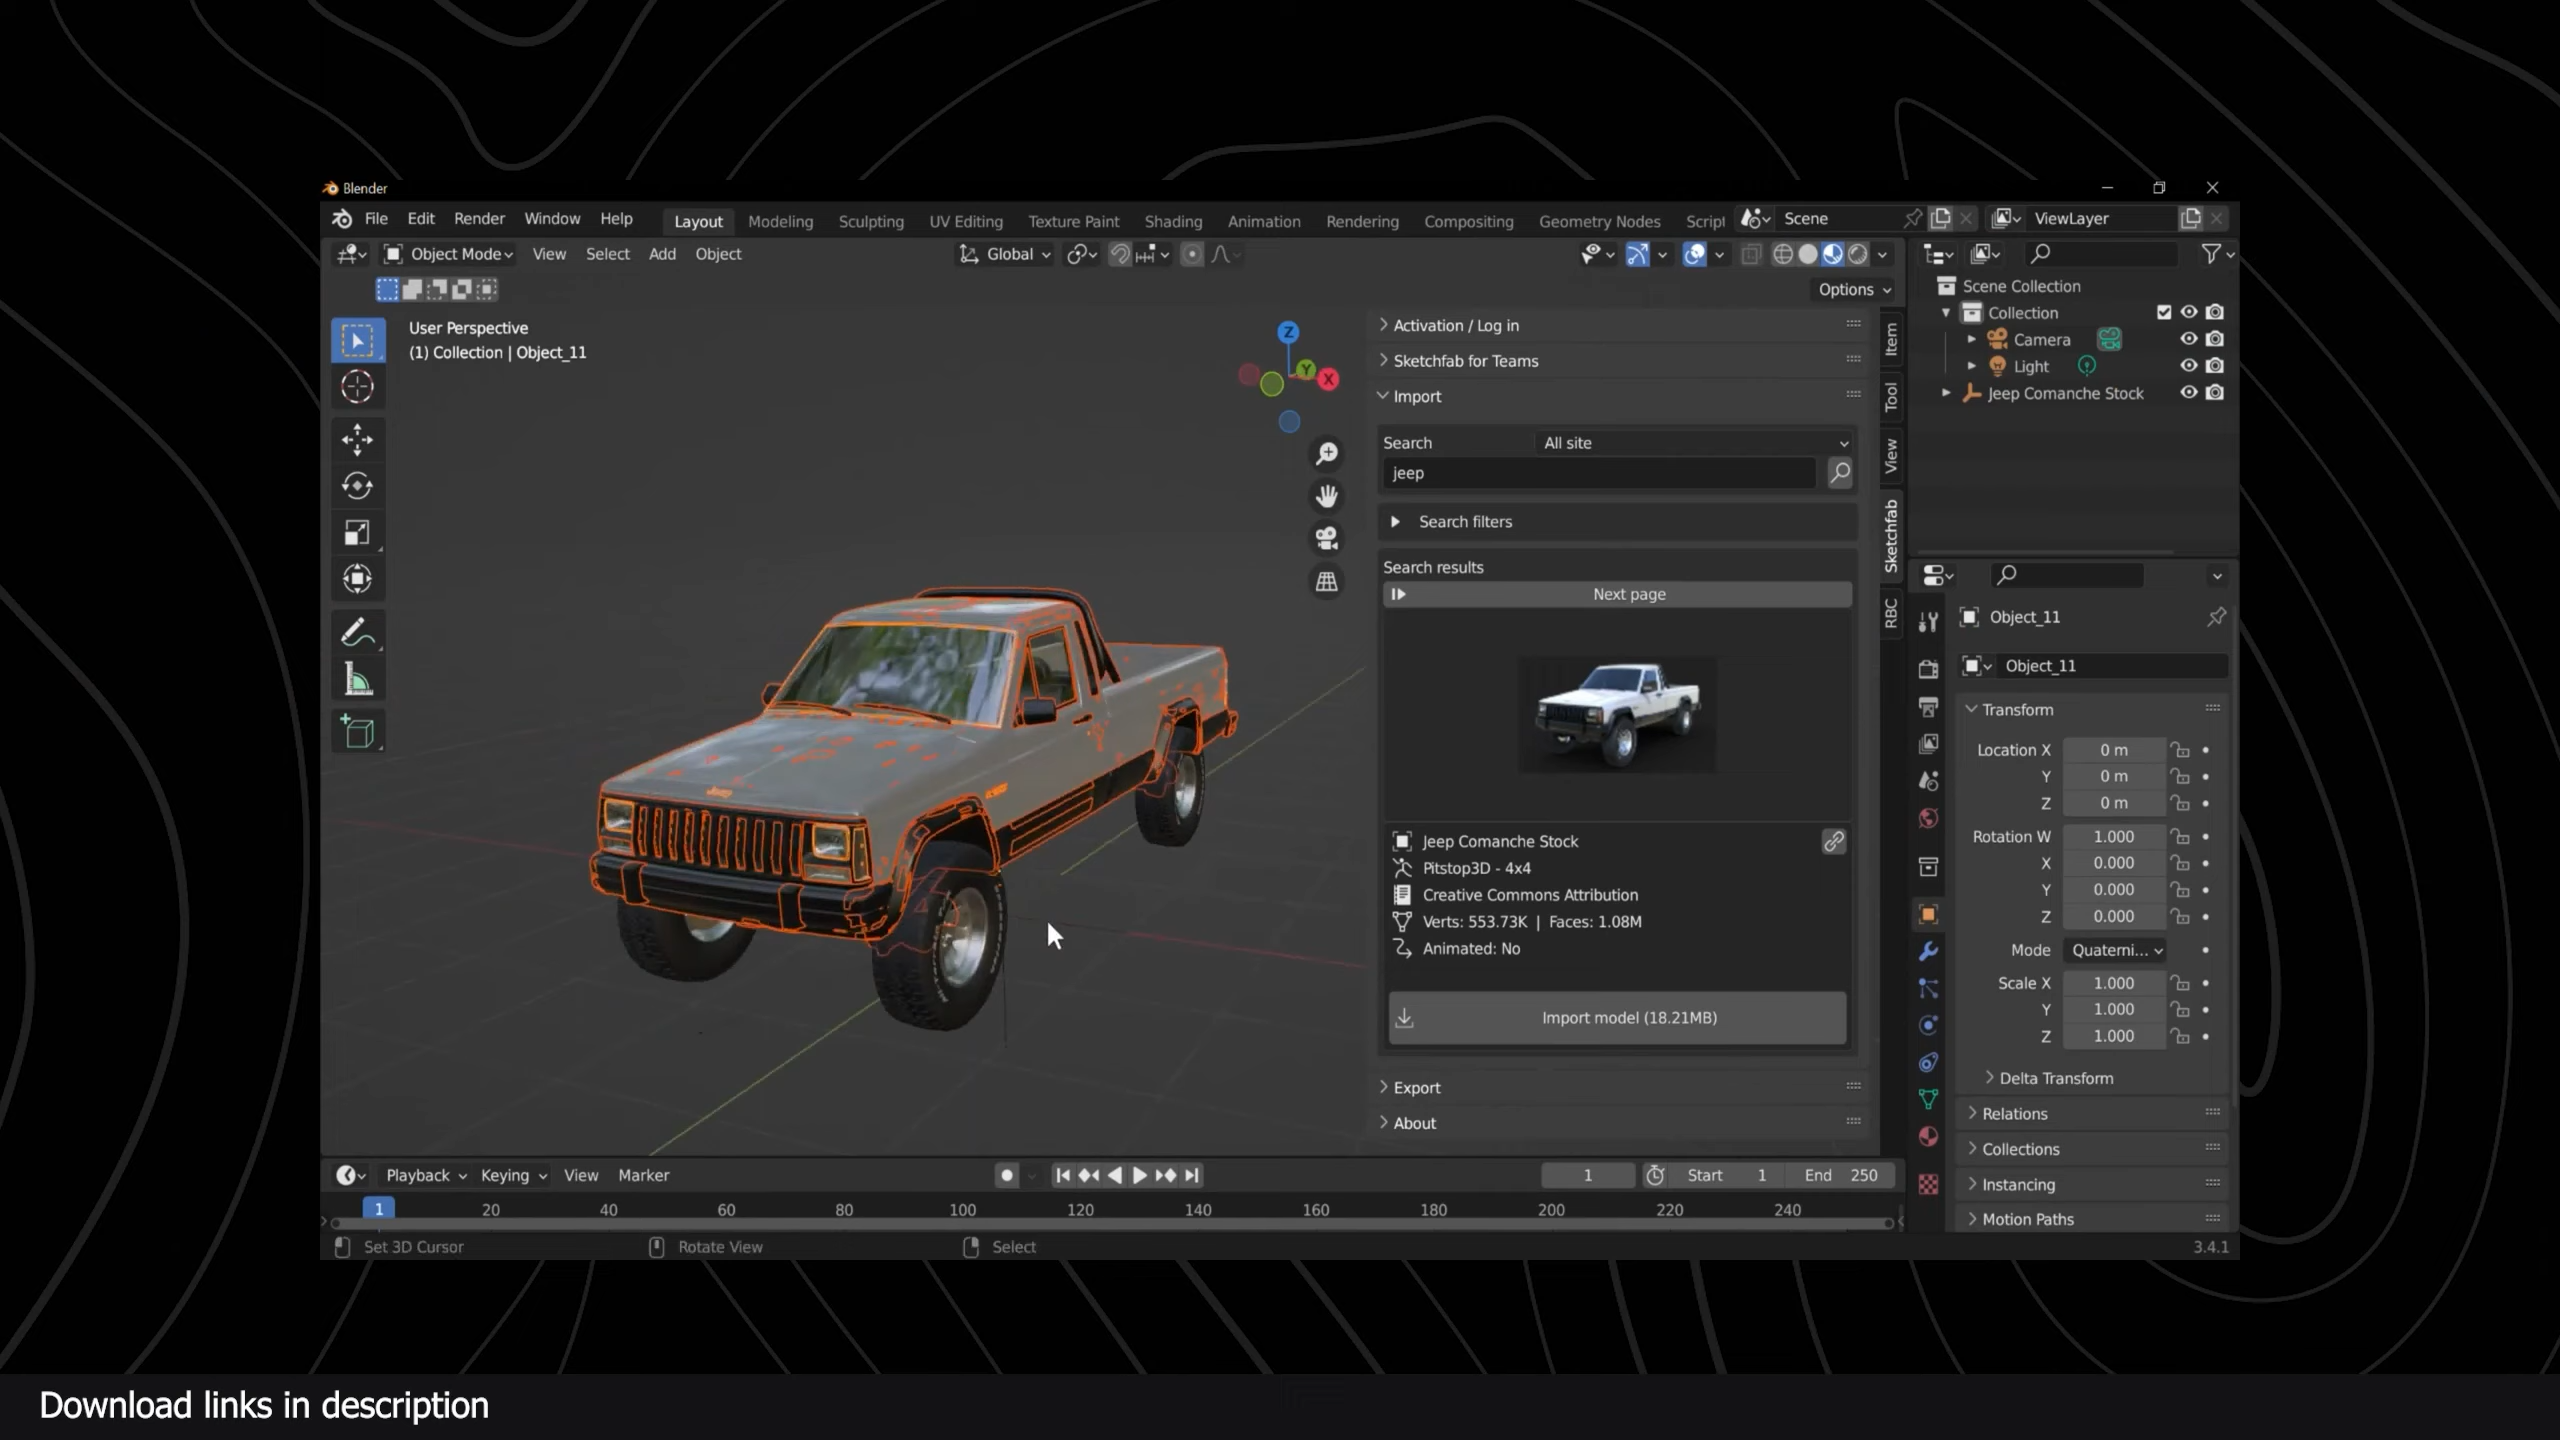 Blender
File Edit Render Window Help Layout Modeling Sculpting UV Editing Texture Paint Shading Animation Rendering Compositing Geometry Nodes Script Scene ViewLayer
Object Mode View Select Add Object Global
Options
User Perspective
(1) Collection | Object_11
Z
Y
X
Activation / Log in
Sketchfab for Teams
Import
Search All site
jeep
Search filters
Search results
Next page
Jeep Comanche Stock
Pitstop3D - 4x4
Creative Commons Attribution
Verts: 553.73K | Faces: 1.08M
Animated: No
Import model (18.21MB)
Export
About
Item
Tool
View
Sketchfab
RBC
Scene Collection
Collection
Camera
Light
Jeep Comanche Stock
Object_11
Object_11
Transform
Location X 0 m
Y 0 m
Z 0 m
Rotation W 1.000
X 0.000
Y 0.000
Z 0.000
Mode Quaterni...
Scale X 1.000
Y 1.000
Z 1.000
Delta Transform
Relations
Collections
Instancing
Motion Paths
Playback Keying View Marker 1 Start 1 End 250
1 20 40 60 80 100 120 140 160 180 200 220 240
Set 3D Cursor Rotate View Select 3.4.1
Download links in description